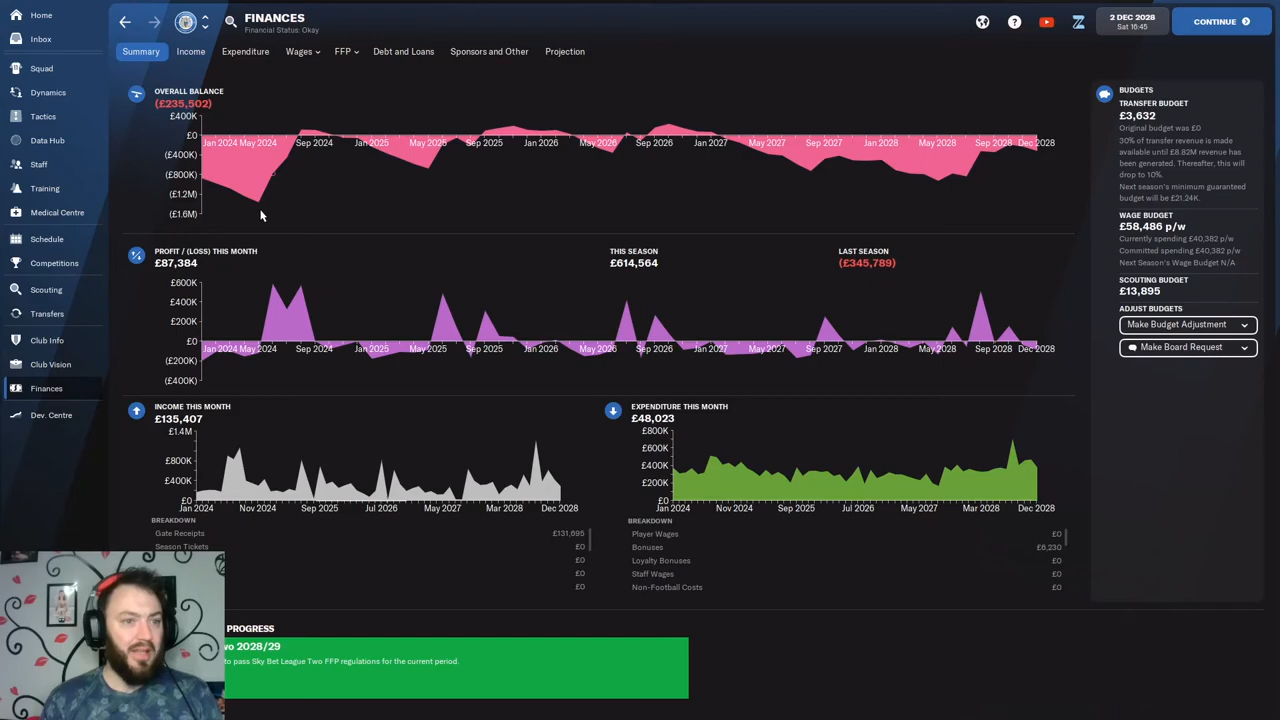 Home
Inbox
Squad
Dynamics
Tactics
Data Hub
Staff
Training
Medical Centre
Schedule
Competitions
Scouting
Transfers
Club Info
Club Vision
Finances
Dev. Centre
FINANCES
Financial Status: Okay
2 DEC 2028
Sat 16:45
CONTINUE
Summary Income Expenditure Wages FFP Debt and Loans Sponsors and Other Projection
OVERALL BALANCE
(£235,502)
£400K
£0
(£400K)
(£800K)
(£1.2M)
(£1.6M)
Jan 2024 May 2024 Sep 2024 Jan 2025 May 2025 Sep 2025 Jan 2026 May 2026 Sep 2026 Jan 2027 May 2027 Sep 2027 Jan 2028 May 2028 Sep 2028 Dec 2028
PROFIT / (LOSS) THIS MONTH
£87,384
THIS SEASON
£614,564
LAST SEASON
(£345,789)
£600K
£400K
£200K
£0
(£200K)
(£400K)
Jan 2024 May 2024 Sep 2024 Jan 2025 May 2025 Sep 2025 Jan 2026 May 2026 Sep 2026 Jan 2027 May 2027 Sep 2027 Jan 2028 May 2028 Sep 2028 Dec 2028
INCOME THIS MONTH
£135,407
£1.4M
£800K
£400K
£0
Jan 2024 Nov 2024 Sep 2025 Jul 2026 May 2027 Mar 2028 Dec 2028
BREAKDOWN
Gate Receipts £131,695
Season Tickets £0
£0
£0
£0
EXPENDITURE THIS MONTH
£48,023
£800K
£600K
£400K
£200K
£0
Jan 2024 Nov 2024 Sep 2025 Jul 2026 May 2027 Mar 2028 Dec 2028
BREAKDOWN
Player Wages £0
Bonuses £6,230
Loyalty Bonuses £0
Staff Wages £0
Non-Football Costs £0
PROGRESS
wo 2028/29
to pass Sky Bet League Two FFP regulations for the current period.
BUDGETS
TRANSFER BUDGET
£3,632
Original budget was £0
30% of transfer revenue is made
available until £8.82M revenue has
been generated. Thereafter, this will
drop to 10%.
Next season's minimum guaranteed
budget will be £21.24K.
WAGE BUDGET
£58,486 p/w
Currently spending £40,382 p/w
Committed spending £40,382 p/w
Next Season's Wage Budget N/A
SCOUTING BUDGET
£13,895
ADJUST BUDGETS
Make Budget Adjustment
Make Board Request